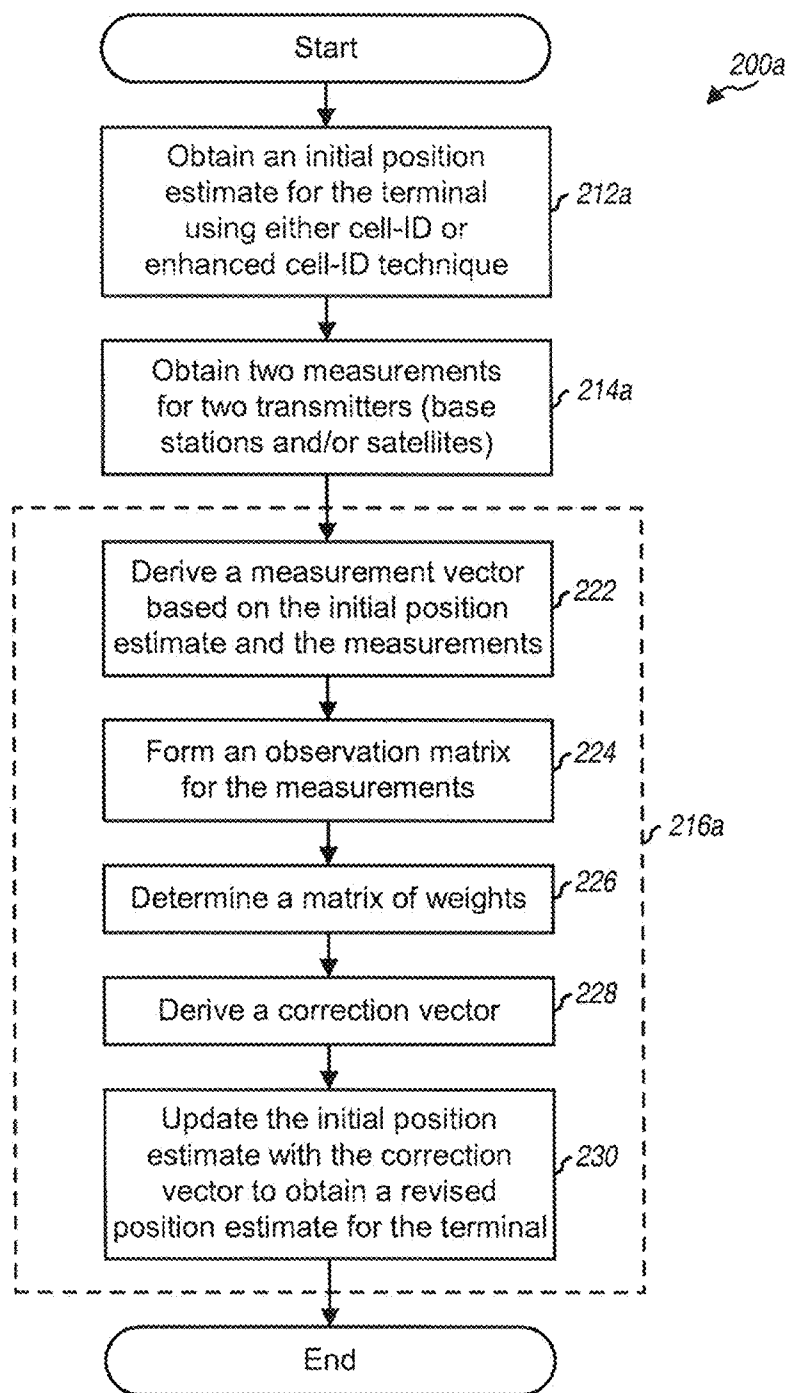 Start
200a
Obtain an initial position
estimate for the terminal
using either cell-ID or
enhanced cell-ID technique
212a
Obtain two measurements
for two transmitters (base
stations and/or satellites)
214a
Derive a measurement vector
based on the initial position
estimate and the measurements
222
Form an observation matrix
for the measurements
224
216a
Determine a matrix of weights
226
Derive a correction vector
228
Update the initial position
estimate with the correction
vector to obtain a revised
position estimate for the terminal
230
End